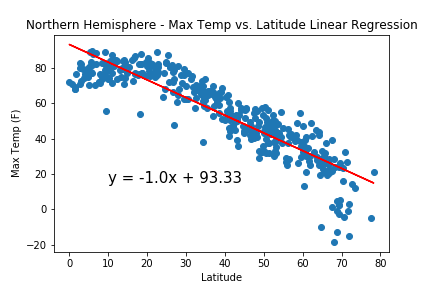 Northern Hemisphere - Max Temp vs. Latitude Linear Regression
80
60
40
20
0
−20
Max Temp (F)
y = -1.0x + 93.33
0 10 20 30 40 50 60 70 80
Latitude